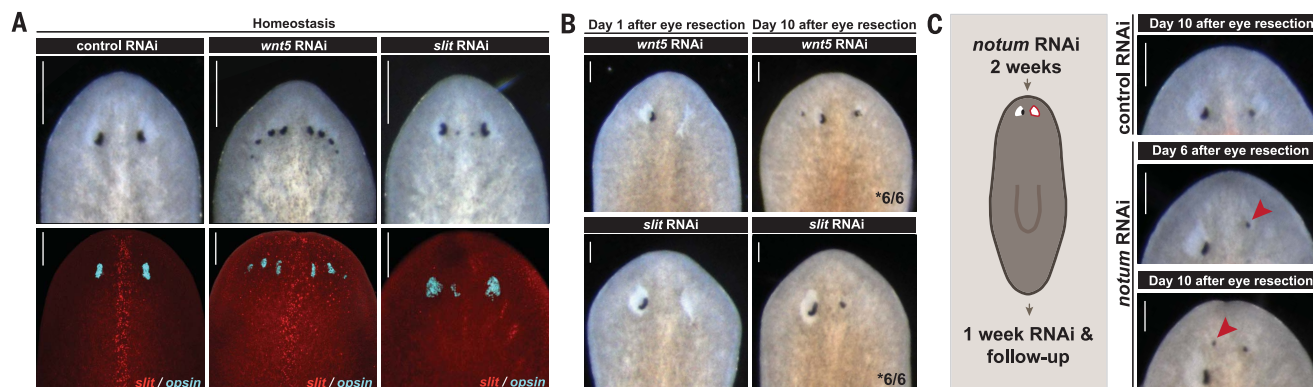 A
Homeostasis
control RNAi
wnt5 RNAi
slit RNAi
slit / opsin
slit / opsin
slit / opsin
B
Day 1 after eye resection
Day 10 after eye resection
wnt5 RNAi
wnt5 RNAi
*6/6
slit RNAi
slit RNAi
*6/6
C
notum RNAi
2 weeks
1 week RNAi &
follow-up
control RNAi
Day 10 after eye resection
notum RNAi
Day 6 after eye resection
Day 10 after eye resection